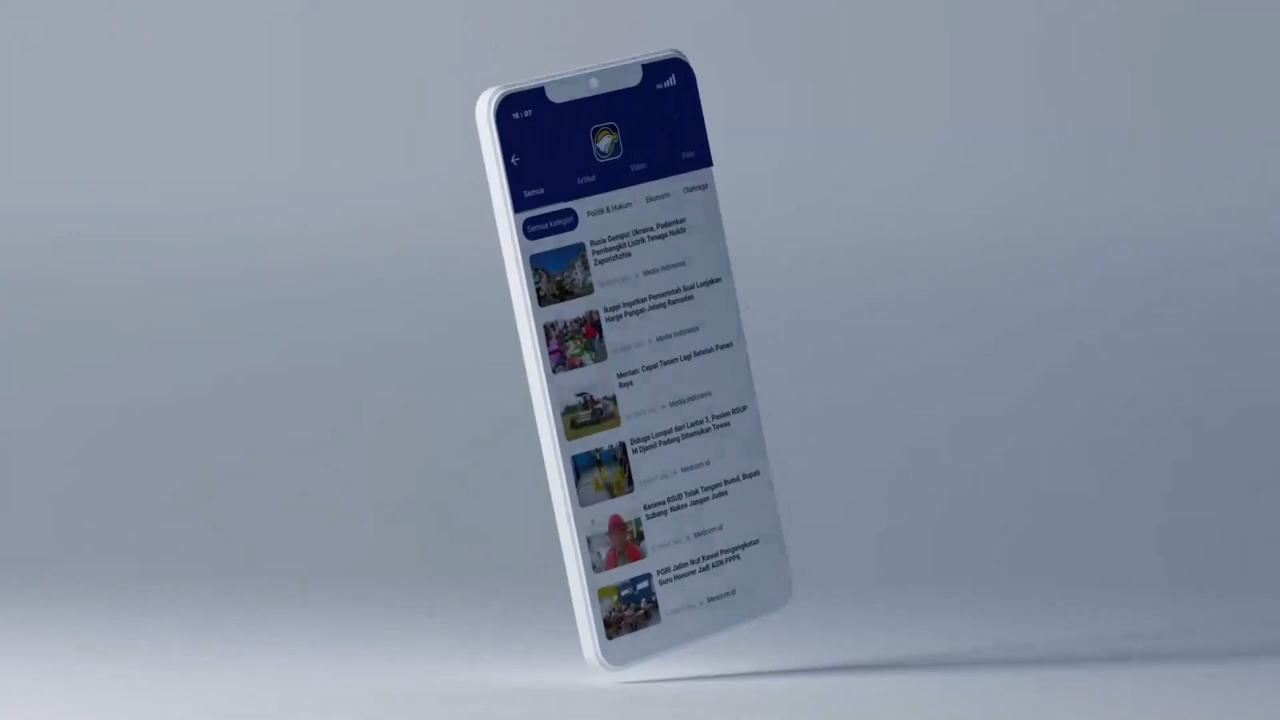 16:07
Semua Artikel Video Foto
Semua kategori Politik & Hukum Ekonomi Olahraga
Rusia Gempur Ukraina, Padamkan
Pembangkit Listrik Tenaga Nuklir
Zaporizhzhia
Media Indonesia
Ikappi Ingatkan Pemerintah Soal Lonjakan
Harga Pangan Jelang Ramadan
Media Indonesia
Mentan: Cepat Tanam Lagi Setelah Panen
Raya
Media Indonesia
Diduga Lompat dari Lantai 3, Pasien RSUP
M Djamil Padang Ditemukan Tewas
Medcom.id
Kecewa RSUD Tolak Tangani Bumil, Bupati
Subang: Nakes Jangan Judes
Medcom.id
PGRI Jatim Ikut Kawal Pengangkatan
Guru Honorer Jadi ASN PPPK
Medcom.id